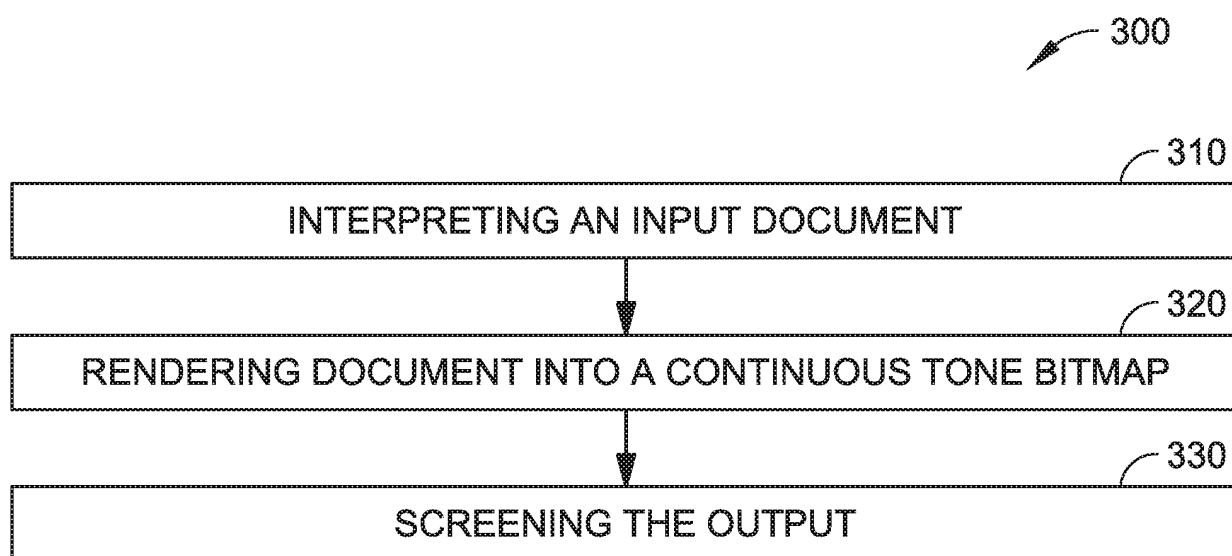 300
310
INTERPRETING AN INPUT DOCUMENT
320
RENDERING DOCUMENT INTO A CONTINUOUS TONE BITMAP
330
SCREENING THE OUTPUT